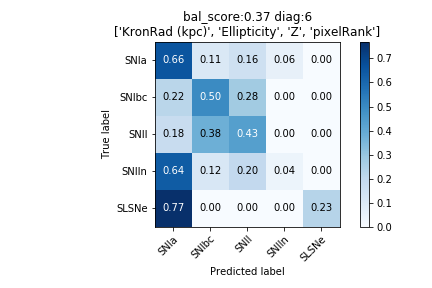 bal_score:0.37 diag:6
['KronRad (kpc)', 'Ellipticity', 'Z', 'pixelRank']
True label
SNIa 0.66 0.11 0.16 0.06 0.00
SNIbc 0.22 0.50 0.28 0.00 0.00
SNII 0.18 0.38 0.43 0.00 0.00
SNIIn 0.64 0.12 0.20 0.04 0.00
SLSNe 0.77 0.00 0.00 0.00 0.23
SNIa SNIbc SNII SNIIn SLSNe
Predicted label
0.7
0.6
0.5
0.4
0.3
0.2
0.1
0.0